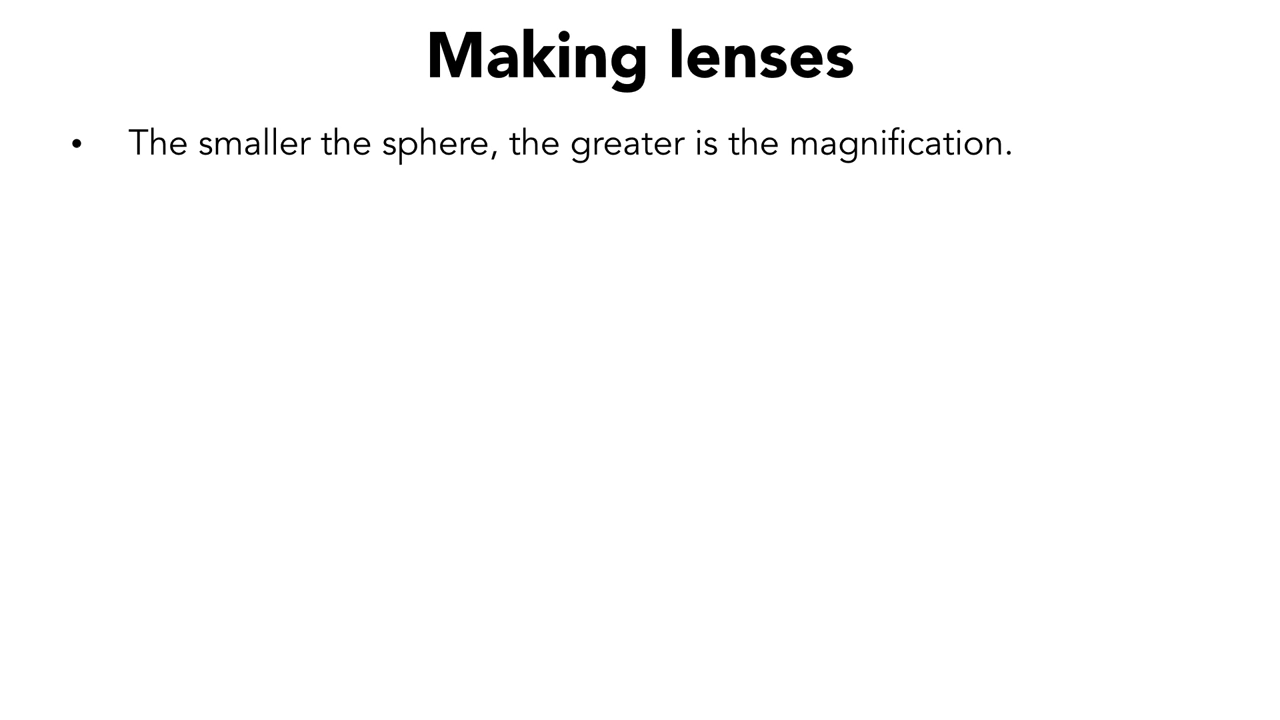 Making lenses
• The smaller the sphere, the greater is the magnification.